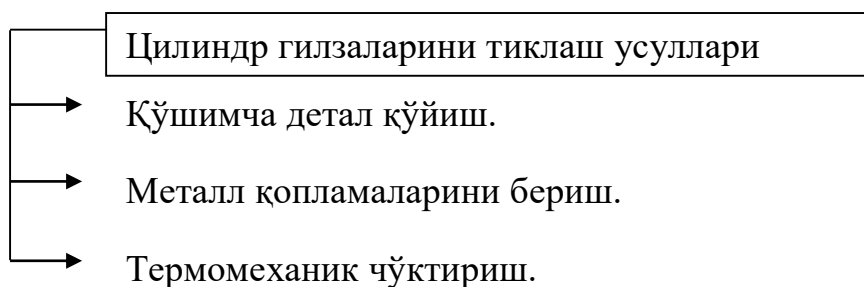 Цилиндр гилзаларини тиклаш усуллари
Қўшимча детал қўйиш.
Металл қопламаларини бериш.
Термомеханик чўктириш.